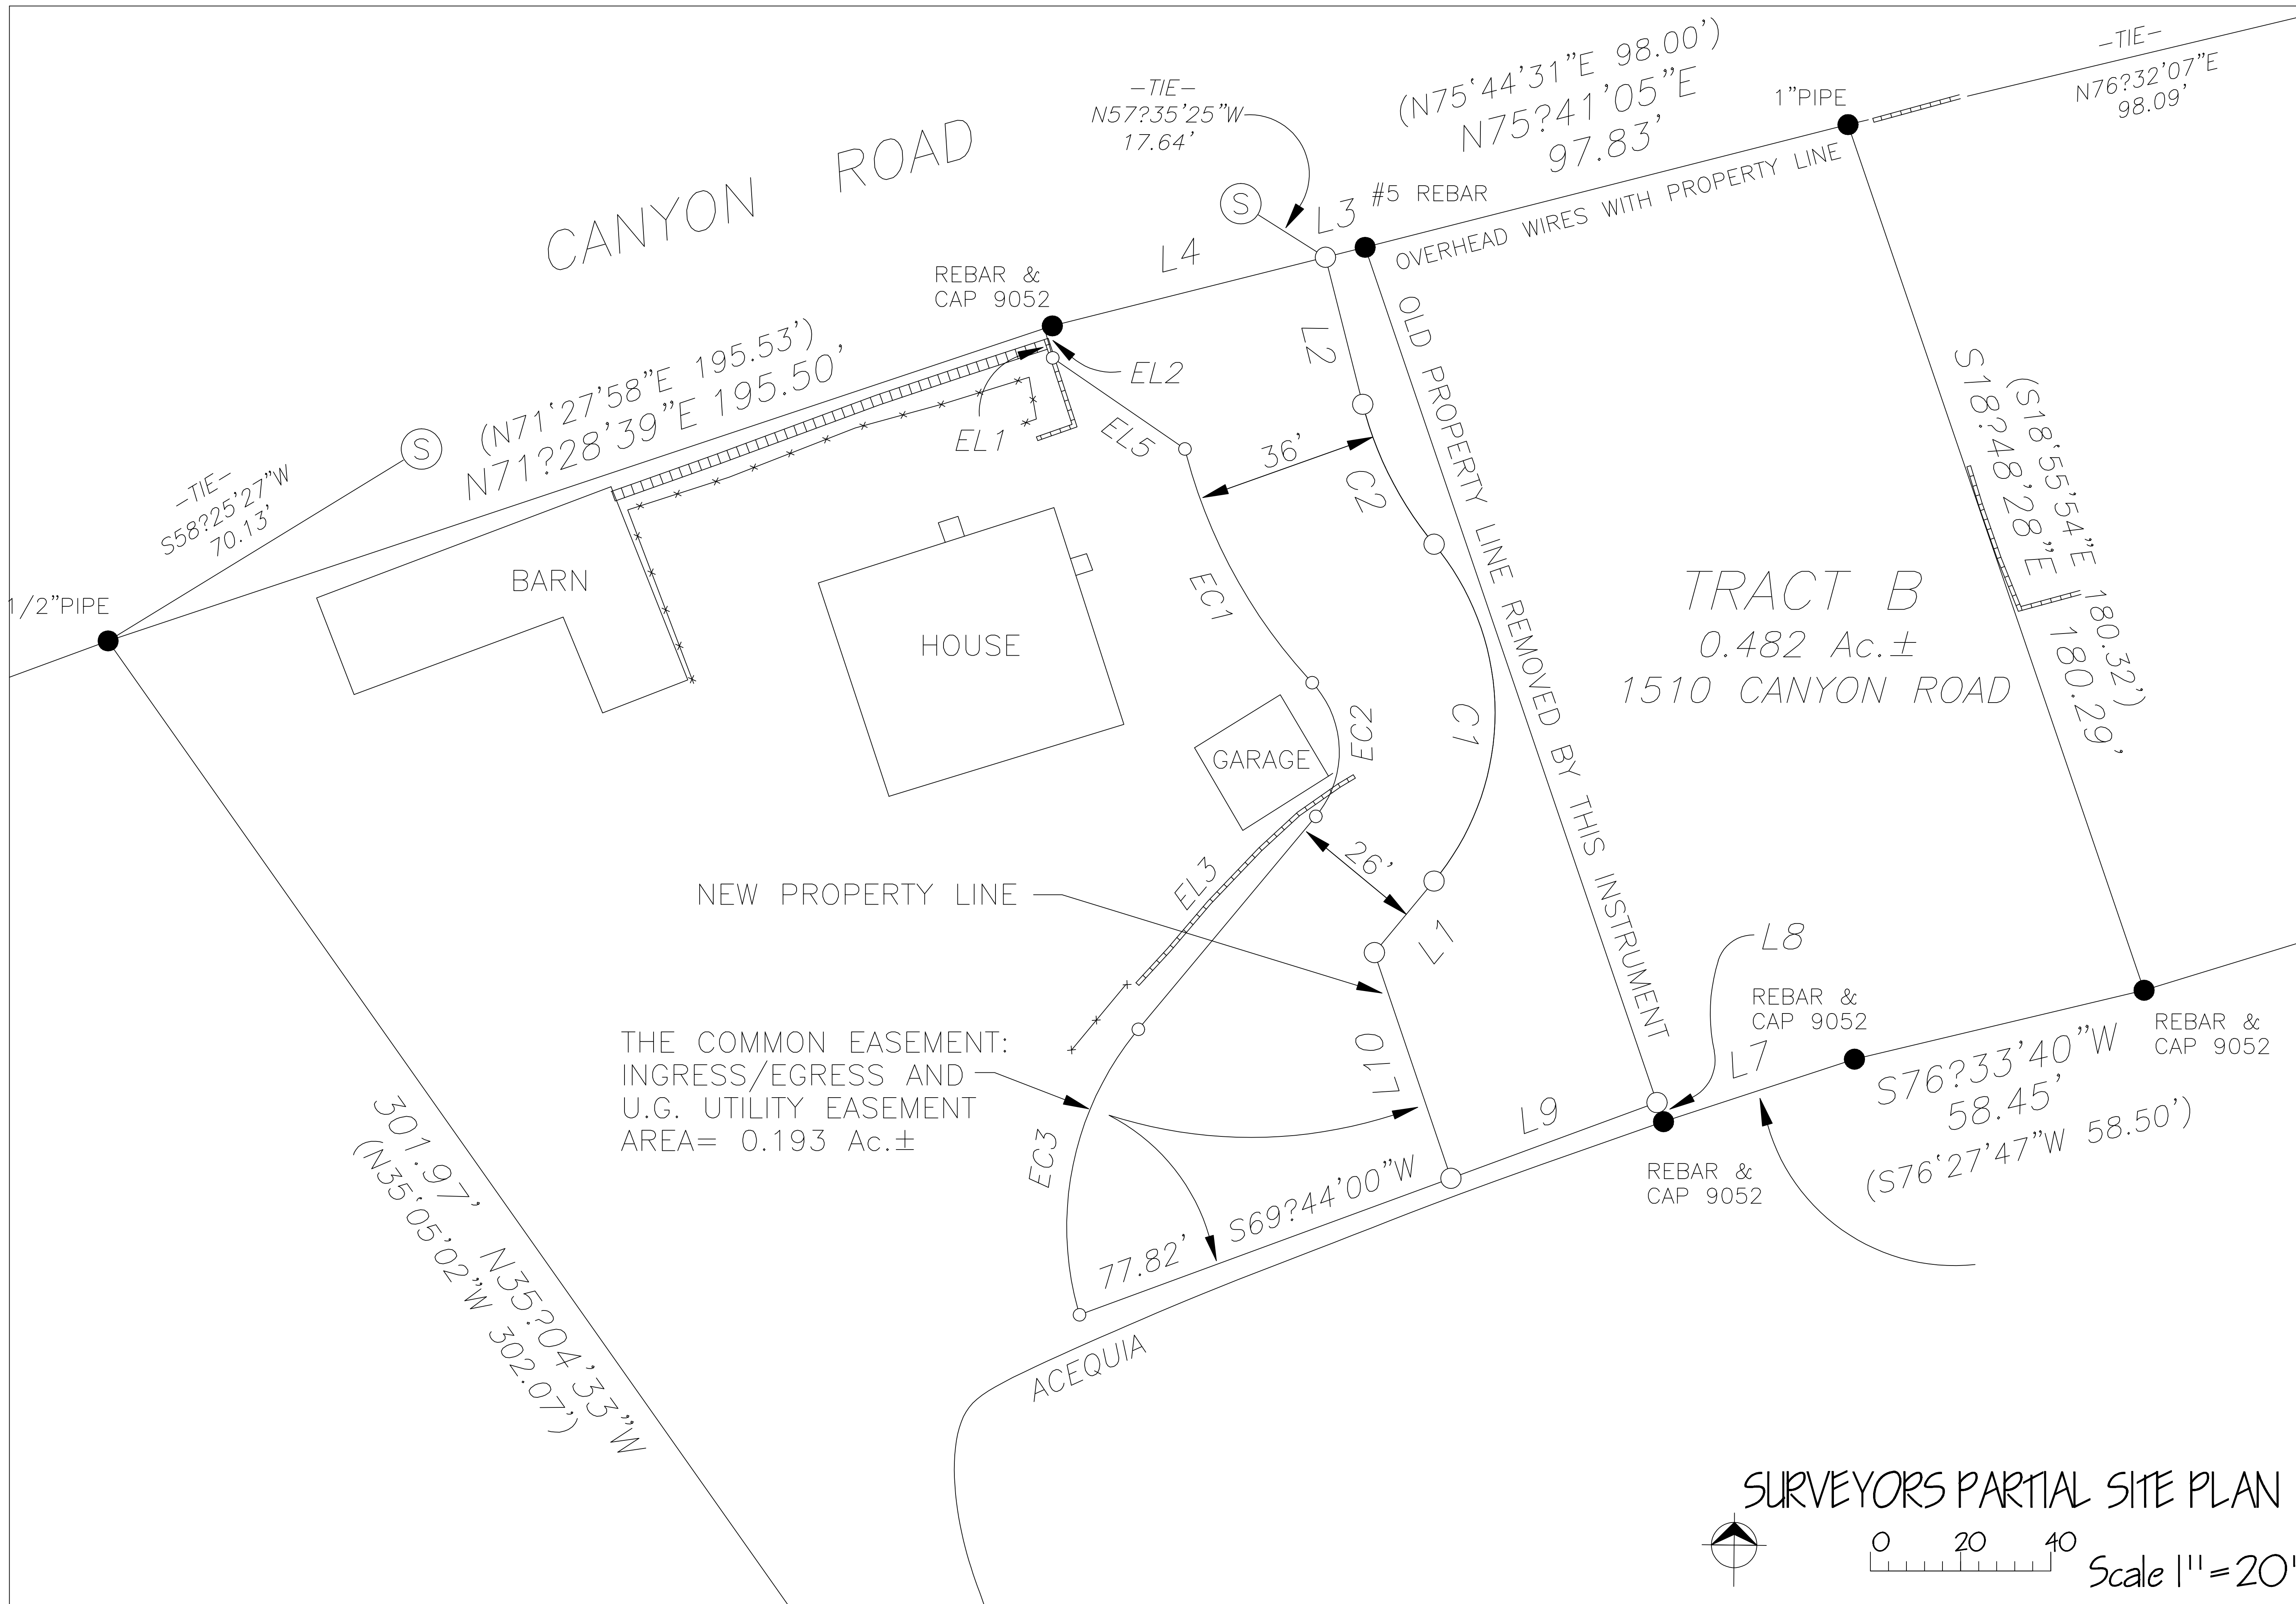 CANYON ROAD
-TIE-
N57?35'25"W
17.64'
(N75'44'31"E 98.00')
N75?41'05"E
97.83'
1"PIPE
-TIE-
N76?32'07"E
98.09'
S
L3
#5 REBAR
OVERHEAD WIRES WITH PROPERTY LINE
L4
REBAR &
CAP 9052
(N71'27'58"E 195.53')
N71?28'39"E 195.50'
EL2
EL1
EL5
L2
36'
C2
OLD PROPERTY LINE REMOVED BY THIS INSTRUMENT
(S18'55'54"E 180.32')
S18?48'28"E 180.29'
S
-TIE-
S58?25'27"W
70.13'
1/2"PIPE
BARN
HOUSE
EC1
TRACT B
0.482 Ac.±
1510 CANYON ROAD
EC2
C1
GARAGE
26'
EL3
NEW PROPERTY LINE
L1
L8
REBAR &
CAP 9052
REBAR &
CAP 9052
THE COMMON EASEMENT:
INGRESS/EGRESS AND
U.G. UTILITY EASEMENT
AREA= 0.193 Ac.±
L10
L7
S76?33'40"W
58.45'
(S76'27'47"W 58.50')
L9
EC3
REBAR &
CAP 9052
77.82' S69?44'00"W
301.97' N35?04'33"W
(N35'05'02"W 302.07')
ACEQUIA
SURVEYORS PARTIAL SITE PLAN
0 20 40
Scale 1"=20'